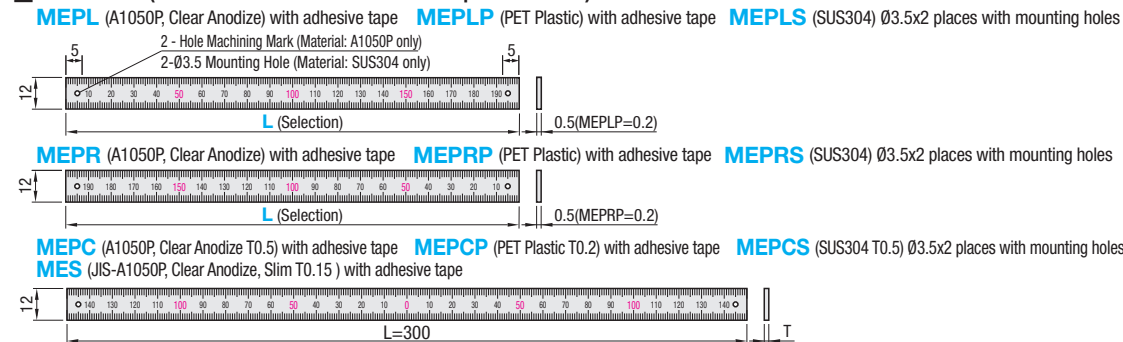 MEPL (A1050P, Clear Anodize) with adhesive tape MEPLP (PET Plastic) with adhesive tape MEPLS (SUS304) Ø3.5x2 places with mounting holes
5 2 - Hole Machining Mark (Material: A1050P only) 5
2-Ø3.5 Mounting Hole (Material: SUS304 only)
12
10 20 30 40 50 60 70 80 90 100 110 120 130 140 150 160 170 180 190
L (Selection) 0.5(MEPLP=0.2)
MEPR (A1050P, Clear Anodize) with adhesive tape MEPRP (PET Plastic) with adhesive tape MEPRS (SUS304) Ø3.5x2 places with mounting holes
12
190 180 170 160 150 140 130 120 110 100 90 80 70 60 50 40 30 20 10
L (Selection) 0.5(MEPRP=0.2)
MEPC (A1050P, Clear Anodize T0.5) with adhesive tape MEPCP (PET Plastic T0.2) with adhesive tape MEPCS (SUS304 T0.5) Ø3.5x2 places with mounting holes
MES (JIS-A1050P, Clear Anodize, Slim T0.15 ) with adhesive tape
12
140 130 120 110 100 90 80 70 60 50 40 30 20 10 0 10 20 30 40 50 60 70 80 90 100 110 120 130 140
L=300 T